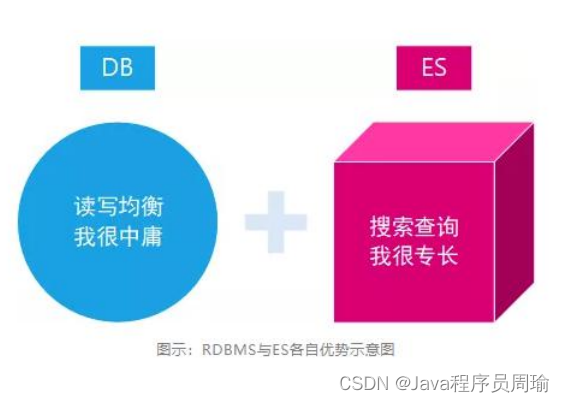 DB
ES
读写均衡
我很中庸
搜索查询
我很专长
图示：RDBMS与ES各自优势示意图
CSDN @Java程序员周瑜